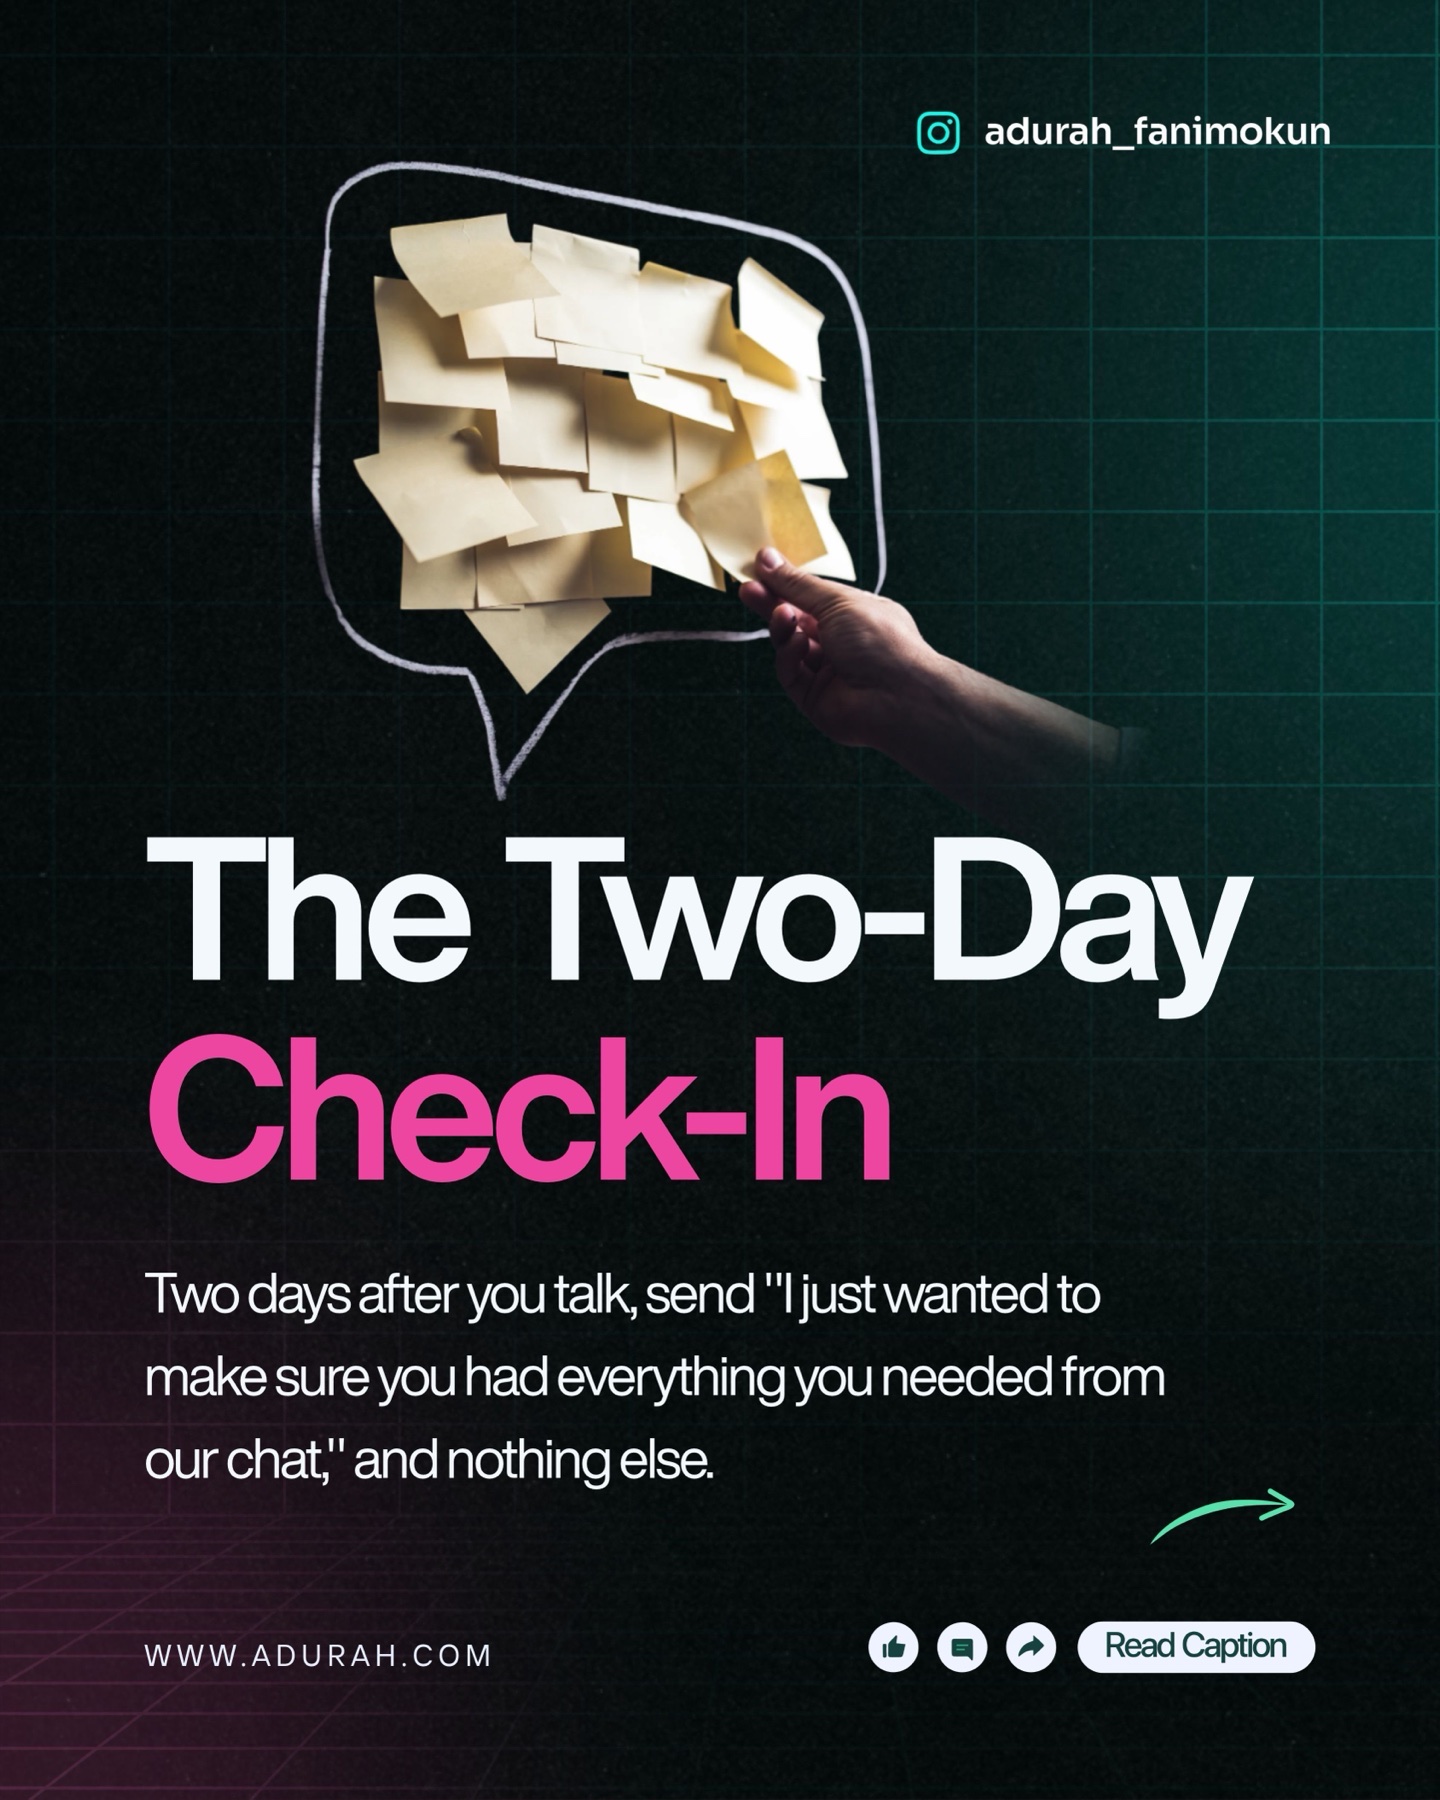 adurah_fanimokun
The Two-Day
Check-In
Two days after you talk, send "I just wanted to
make sure you had everything you needed from
our chat," and nothing else.
WWW.ADURAH.COM
Read Caption